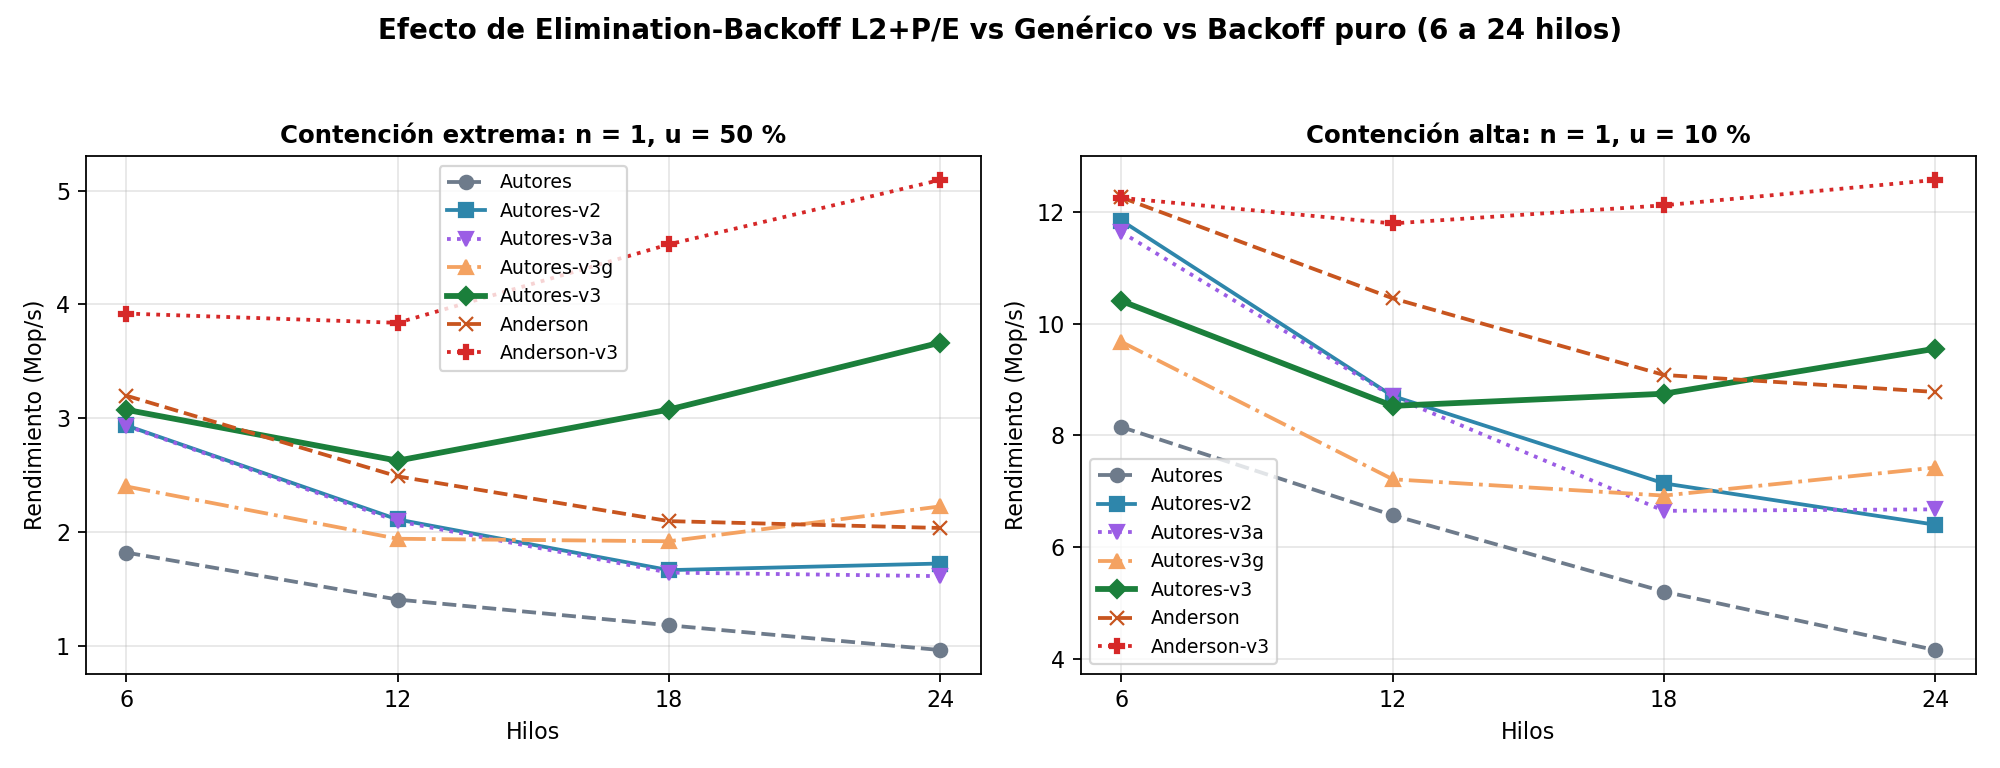 Efecto de Elimination-Backoff L2+P/E vs Genérico vs Backoff puro (6 a 24 hilos)
Contención extrema: n = 1, u = 50 %
Rendimiento (Mop/s)
5
4
3
2
1
Autores
Autores-v2
Autores-v3a
Autores-v3g
Autores-v3
Anderson
Anderson-v3
6
12
18
24
Hilos
Contención alta: n = 1, u = 10 %
Rendimiento (Mop/s)
12
10
8
6
4
Autores
Autores-v2
Autores-v3a
Autores-v3g
Autores-v3
Anderson
Anderson-v3
6
12
18
24
Hilos